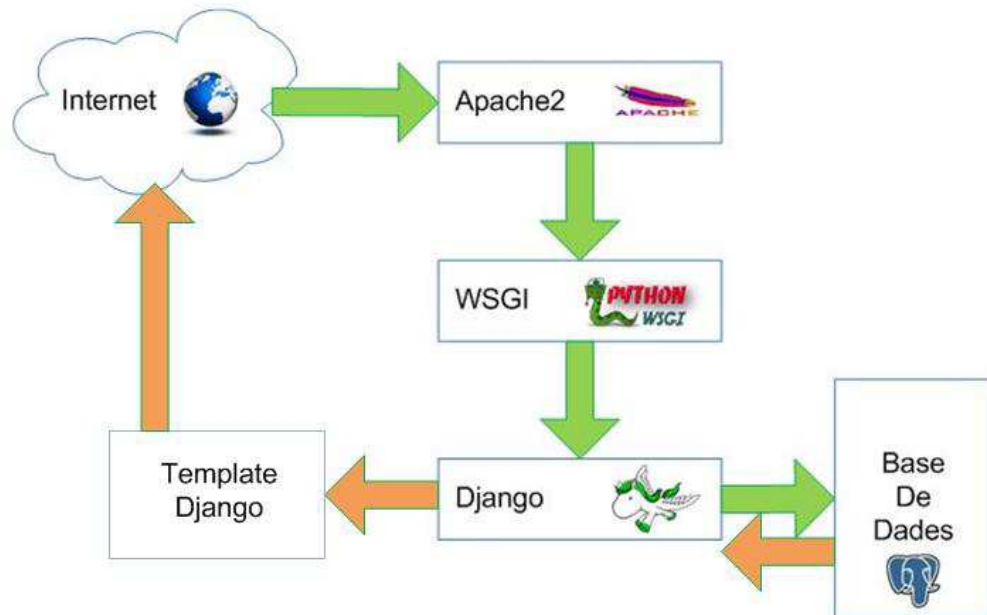 Internet
Apache2
APACHE
WSGI
PYTHON
WSGI
Template
Django
Django
Base
De
Dades